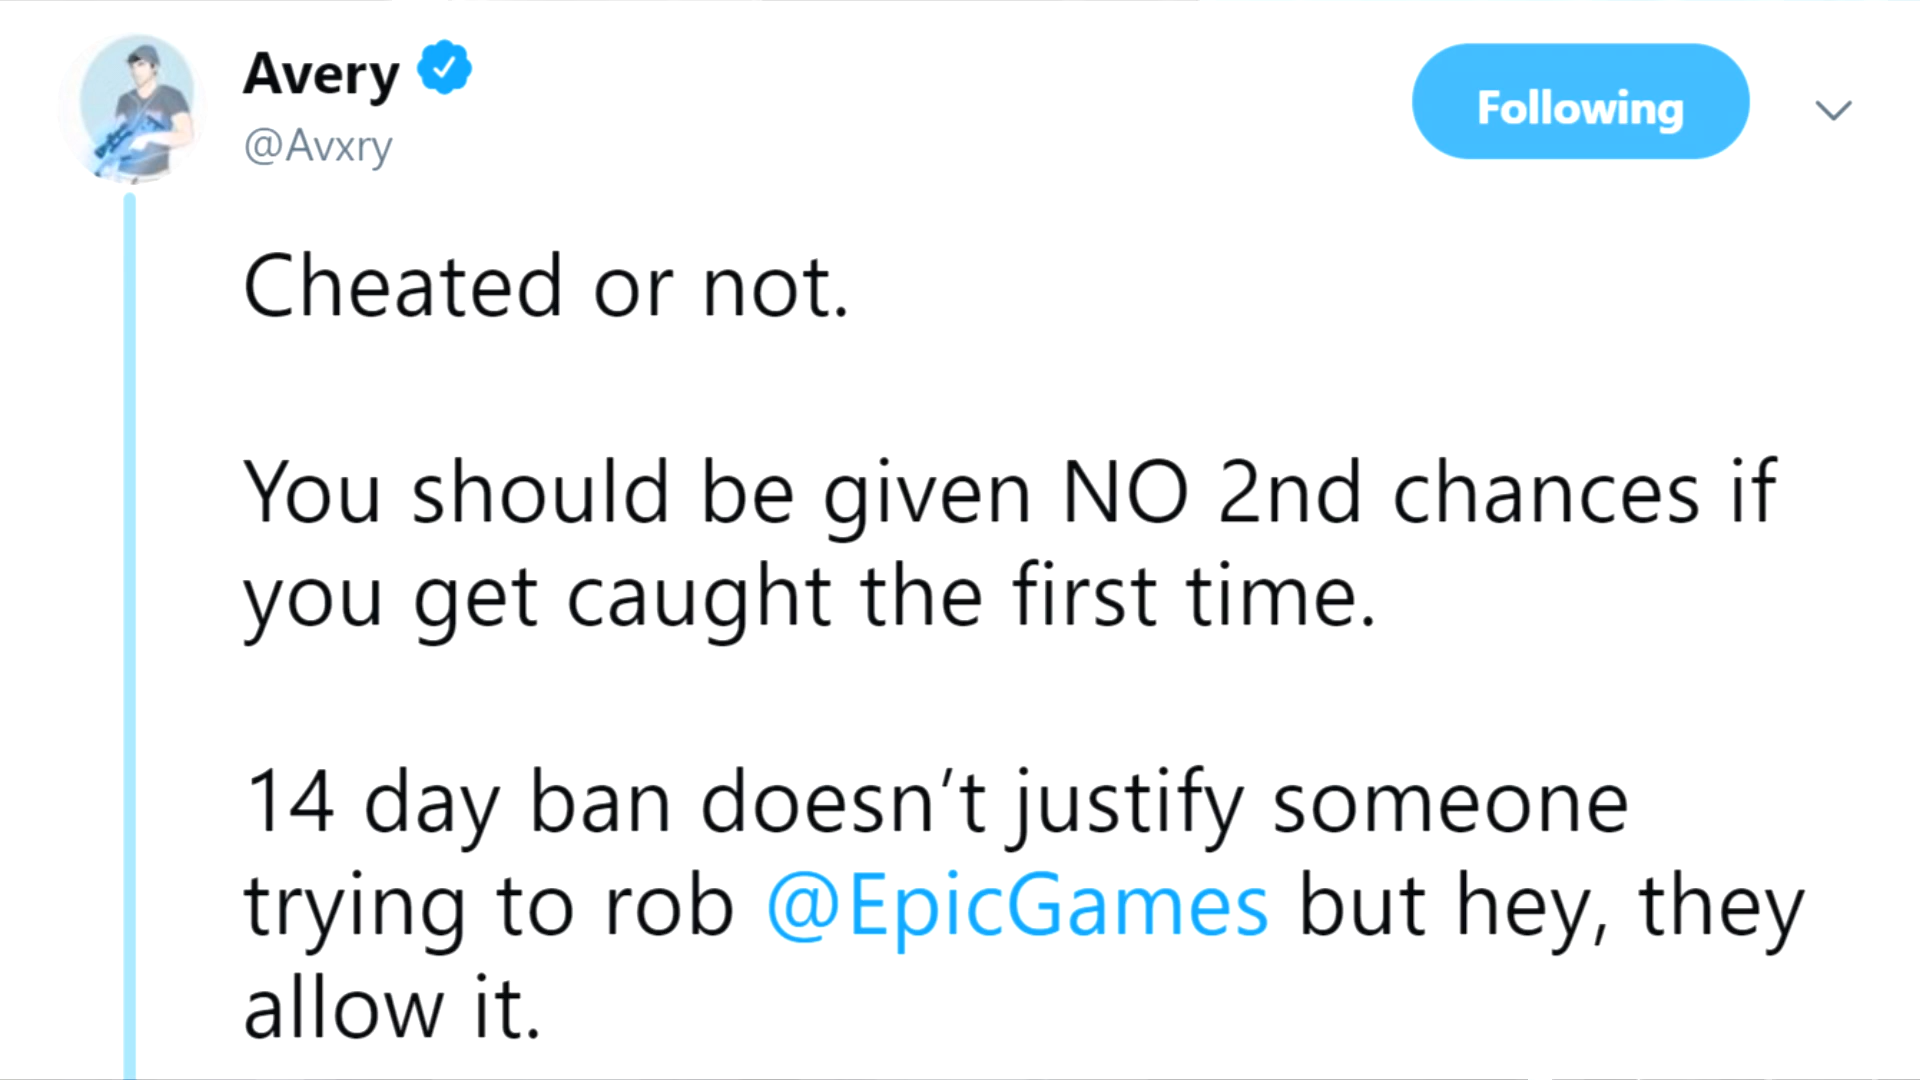 Avery
@Avxry
Following
Cheated or not.
You should be given NO 2nd chances if
you get caught the first time.
14 day ban doesn’t justify someone
trying to rob @EpicGames but hey, they
allow it.